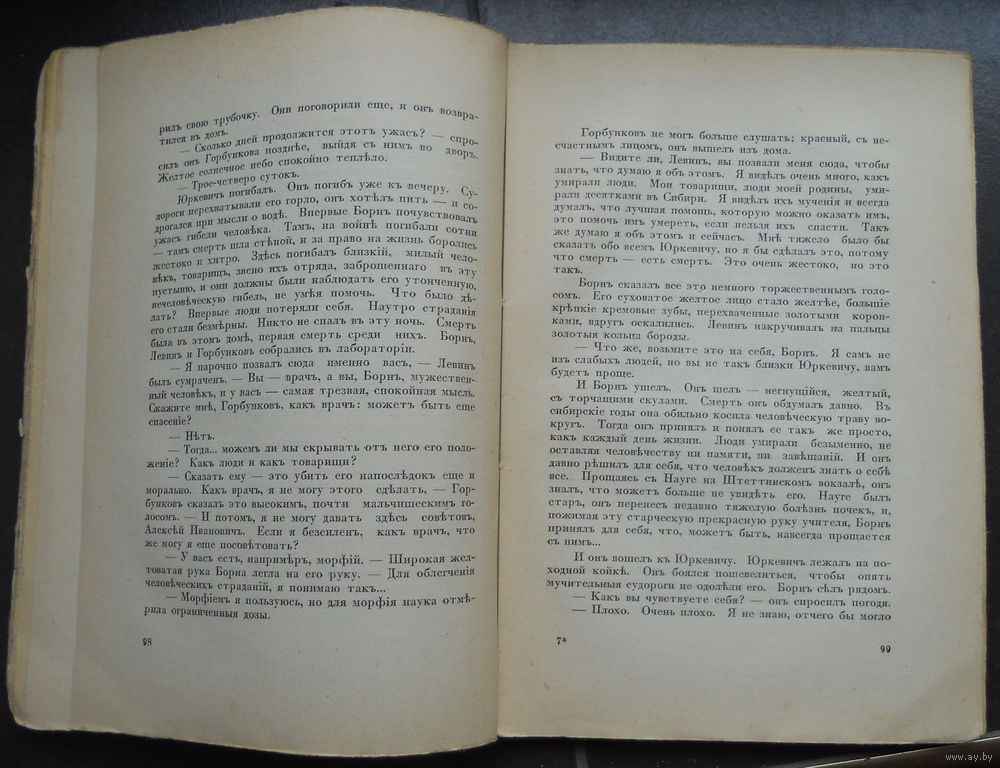 рилъ свою трубочку. Они поговорили еще, и онъ возвра-
тился въ домъ.
— Сколько дней продолжится этотъ ужасъ? — спро-
силъ онъ Горбункова позднѣе, выйдя съ нимъ во дворъ.
Желтое солнечное небо спокойно теплѣло.
— Трое-четверо сутокъ.
Юркевичъ погибалъ. Онъ погибъ уже къ вечеру. Су-
дороги перехватывали его горло, онъ хотѣлъ пить — и со-
дрогался при мысли о водѣ. Впервые Борнъ почувствовалъ
ужасъ гибели человѣка. Тамъ, на войнѣ погибали сотни
— тамъ смерть шла стѣной, и за право на жизнь боролись
жестоко и хитро. Здѣсь погибалъ близкій, милый чело-
вѣкъ, товарищъ, звено ихъ отряда, заброшеннаго въ эту
пустыню, и они должны были наблюдать его утонченную,
нечеловѣческую гибель, не умѣя помочь. Что было дѣ-
лать? Впервые люди потеряли себя. Наутро страданія
его стали безмѣрны. Никто не спалъ въ эту ночь. Смерть
была въ этомъ домѣ, первая смерть среди нихъ. Борнъ,
Левинъ и Горбунковъ собрались въ лабораторіи.
— Я нарочно позвалъ сюда именно васъ, — Левинъ
былъ сумраченъ. — Вы — врачъ, а вы, Борнъ, мужествен-
ный человѣкъ, и у васъ — самая трезвая, спокойная мысль.
Скажите мнѣ, Горбунковъ, какъ врачъ: можетъ быть еще
спасеніе?
— Нѣтъ.
— Тогда... можемъ ли мы скрывать отъ него его поло-
женіе? Какъ люди и какъ товарищи?
— Сказать ему — это убить его напослѣдокъ еще и
морально. Какъ врачъ, я не могу этого сдѣлать, — Гор-
бунковъ сказалъ это высокимъ, почти мальчишескимъ го-
лосомъ. — И потомъ, я не могу давать здѣсь совѣтовъ,
Алексѣй Ивановичъ. Если я безсиленъ, какъ врачъ, что
же могу я еще посовѣтовать?
— У васъ есть, напримѣръ, морфій. — Широкая жел-
товатая рука Борна легла на его руку. — Для облегченія
человѣческихъ страданій, я понимаю такъ...
— Морфіемъ я пользуюсь, но для морфія наука отмѣ-
рила ограниченныя дозы.
98
Горбунковъ не могъ больше слушать; красный, съ не-
счастнымъ лицомъ, онъ вышелъ изъ дома.
— Видите ли, Левинъ, вы позвали меня сюда, чтобы
знать, что думаю я объ этомъ. Я видѣлъ очень много, какъ
умирали люди. Мои товарищи, люди моей родины, уми-
рали десятками въ Сибири. Я видѣлъ ихъ мученія и всегда
думалъ, что лучшая помощь, которую можно оказать имъ,
это помочь имъ умереть, если нельзя ихъ спасти. Такъ
же думаю я объ этомъ и сейчасъ. Мнѣ тяжело было бы
сказать обо всемъ Юркевичу, но я бы сдѣлалъ это, потому
что смерть — есть смерть. Это очень жестоко, но это
такъ.
Борнъ сказалъ все это немного торжественнымъ голо-
сомъ. Его суховатое желтое лицо стало желтѣе, большіе
крѣпкіе кремовые зубы, перехваченные золотыми корон-
ками, вдругъ оскалились. Левинъ накручивалъ на пальцы
золотыя кольца бороды.
— Что же, возьмите это на себя, Борнъ. Я самъ не
изъ слабыхъ людей, но вы не такъ близки Юркевичу, вамъ
будетъ проще.
И Борнъ ушелъ. Онъ шелъ — негнущійся, желтый,
съ торчащими скулами. Смерть онъ обдумалъ давно. Въ
сибирскіе годы она обильно косила человѣческую траву во-
кругъ. Тогда онъ принялъ и понялъ ее такъ же просто,
какъ каждый день жизни. Люди умирали безыменно, не
оставляя человѣчеству ни памяти, ни завѣщаній. И онъ
давно рѣшилъ для себя, что человѣкъ долженъ знать о себѣ
все. Прощаясь съ Науге на Штеттинскомъ вокзалѣ, онъ
зналъ, что можетъ больше не увидѣть его. Науге былъ
старъ, онъ перенесъ недавно тяжелую болѣзнь почекъ, и,
пожимая эту старческую прекрасную руку учителя, Борнъ
принялъ для себя, что, можетъ быть, навсегда прощается
съ нимъ...
И онъ вошелъ къ Юркевичу. Юркевичъ лежалъ на по-
ходной койкѣ. Онъ боялся пошевелиться, чтобы опять
мучительныя судороги не одолѣли его. Борнъ сѣлъ рядомъ.
— Какъ вы чувствуете себя? — онъ спросилъ погодя.
— Плохо. Очень плохо. Я не знаю, отчего бы могло
7*
99
www.ay.by